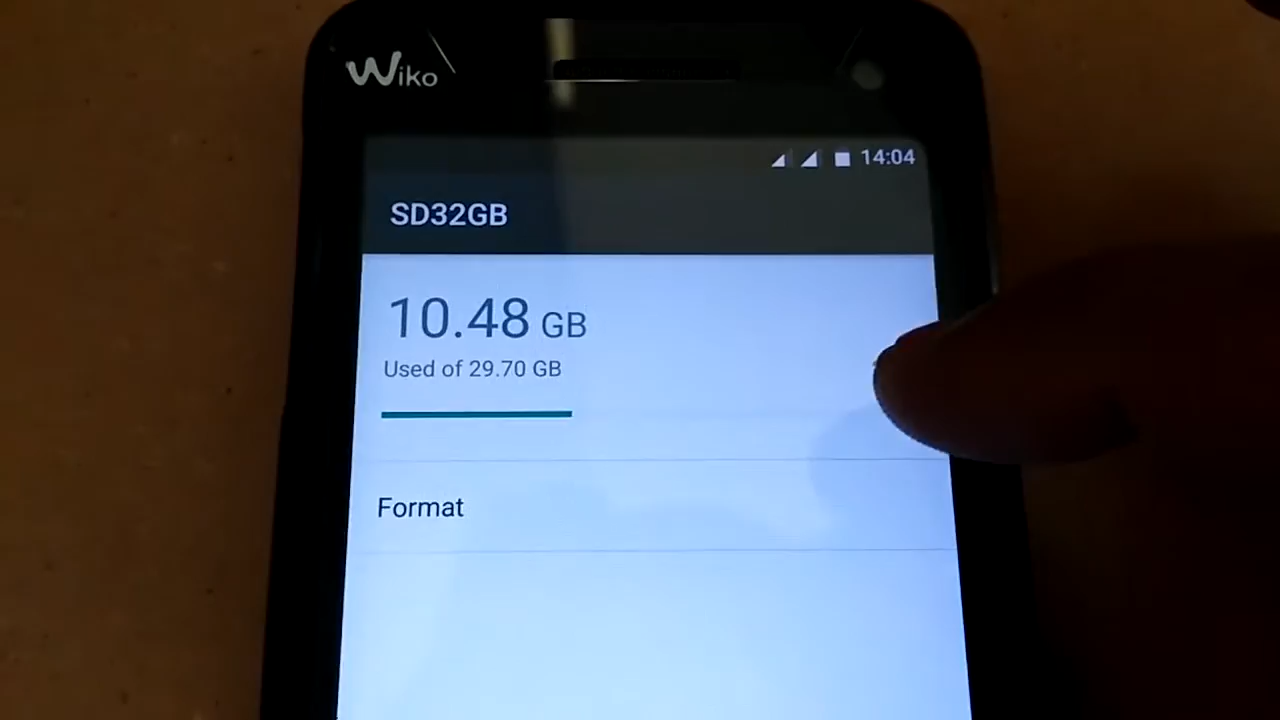 Wiko
14:04
SD32GB
10.48 GB
Used of 29.70 GB
Format